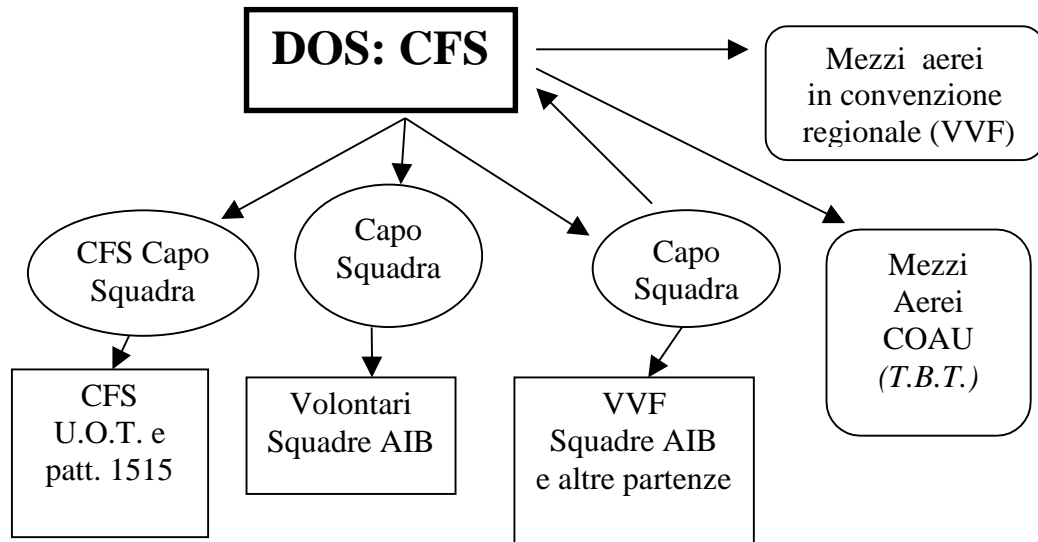 DOS: CFS
Mezzi aerei
in convenzione
regionale (VVF)
CFS Capo
Squadra
Capo
Squadra
Capo
Squadra
Mezzi
Aerei
COAU
(T.B.T.)
CFS
U.O.T. e
patt. 1515
Volontari
Squadre AIB
VVF
Squadre AIB
e altre partenze